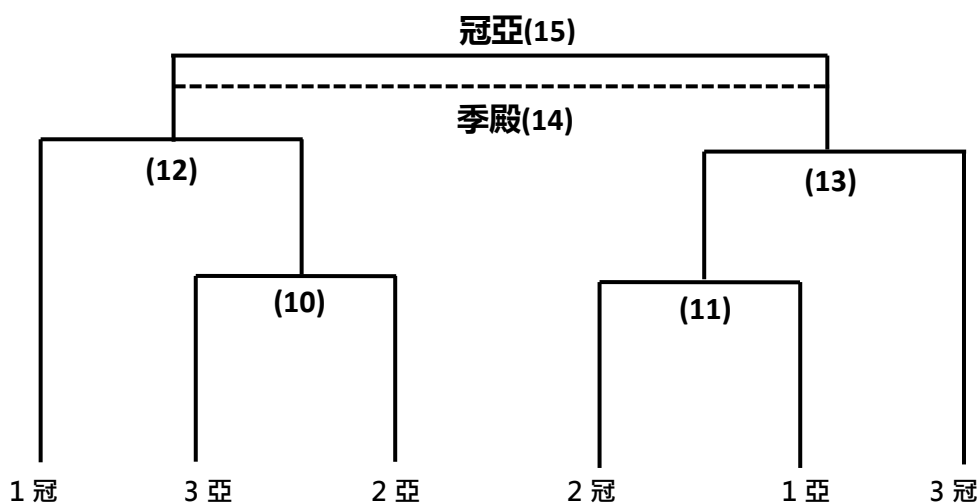 冠亞(15)
季殿(14)
(12)
(13)
(10)
(11)
1 冠
3 亞
2 亞
2 冠
1 亞
3 冠